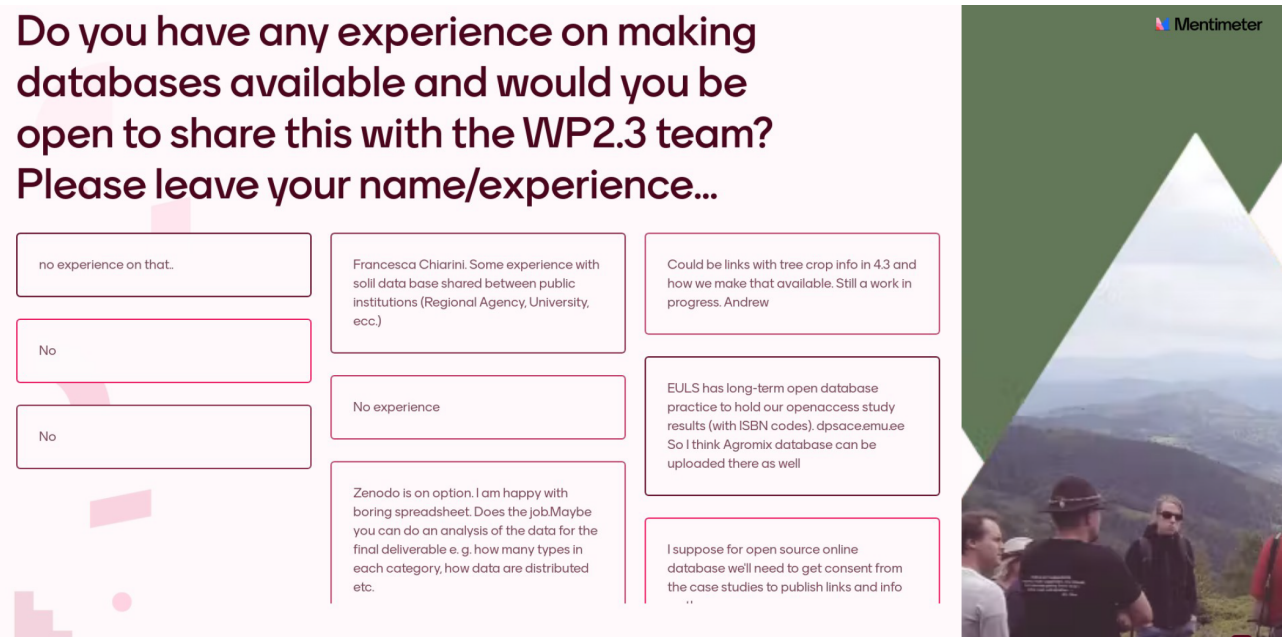 Mentimeter
Do you have any experience on making
databases available and would you be
open to share this with the WP2.3 team?
Please leave your name/experience...
no experience on that..
No
No
Francesca Chiarini. Some experience with
solil data base shared between public
institutions (Regional Agency, University,
ecc.)
No experience
Zenodo is on option. I am happy with
boring spreadsheet. Does the job.Maybe
you can do an analysis of the data for the
final deliverable e. g. how many types in
each category, how data are distributed
etc.
Could be links with tree crop info in 4.3 and
how we make that available. Still a work in
progress. Andrew
EULS has long-term open database
practice to hold our openaccess study
results (with ISBN codes). dpsace.emu.ee
So I think Agromix database can be
uploaded there as well
I suppose for open source online
database we'll need to get consent from
the case studies to publish links and info